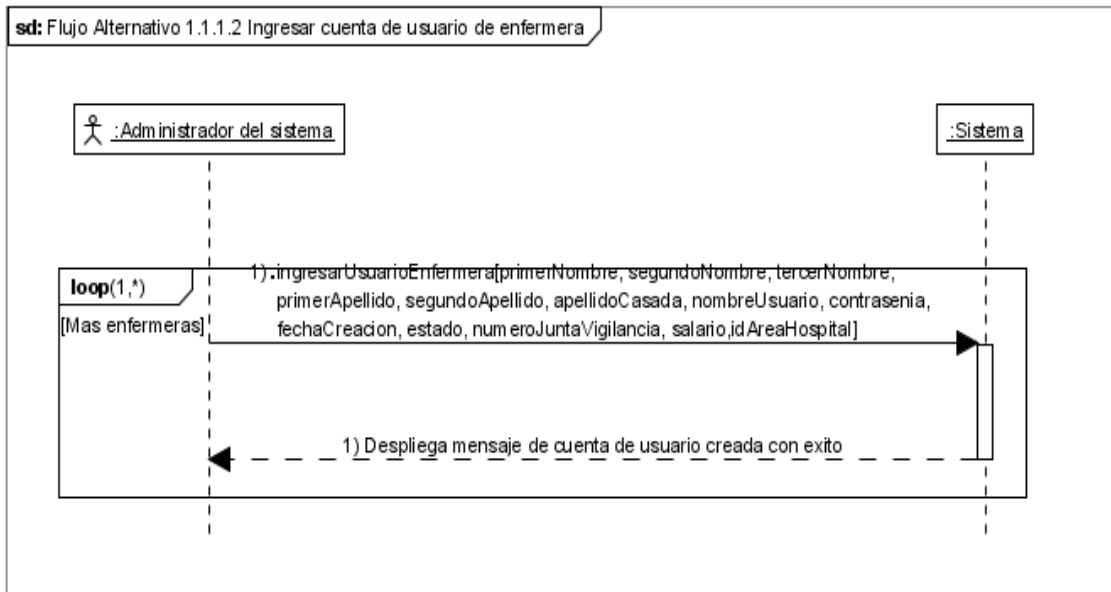 sd: Flujo Alternativo 1.1.1.2 Ingresar cuenta de usuario de enfermera
:Administrador del sistema
:Sistema
loop(1,*)
[Mas enfermeras]
1).ingresarUsuarioEnfermera[primerNombre, segundoNombre, tercerNombre,
primerApellido, segundoApellido, apellidoCasada, nombreUsuario, contrasenia,
fechaCreacion, estado, numeroJuntaVigilancia, salario,idAreaHospital]
1) Despliega mensaje de cuenta de usuario creada con exito